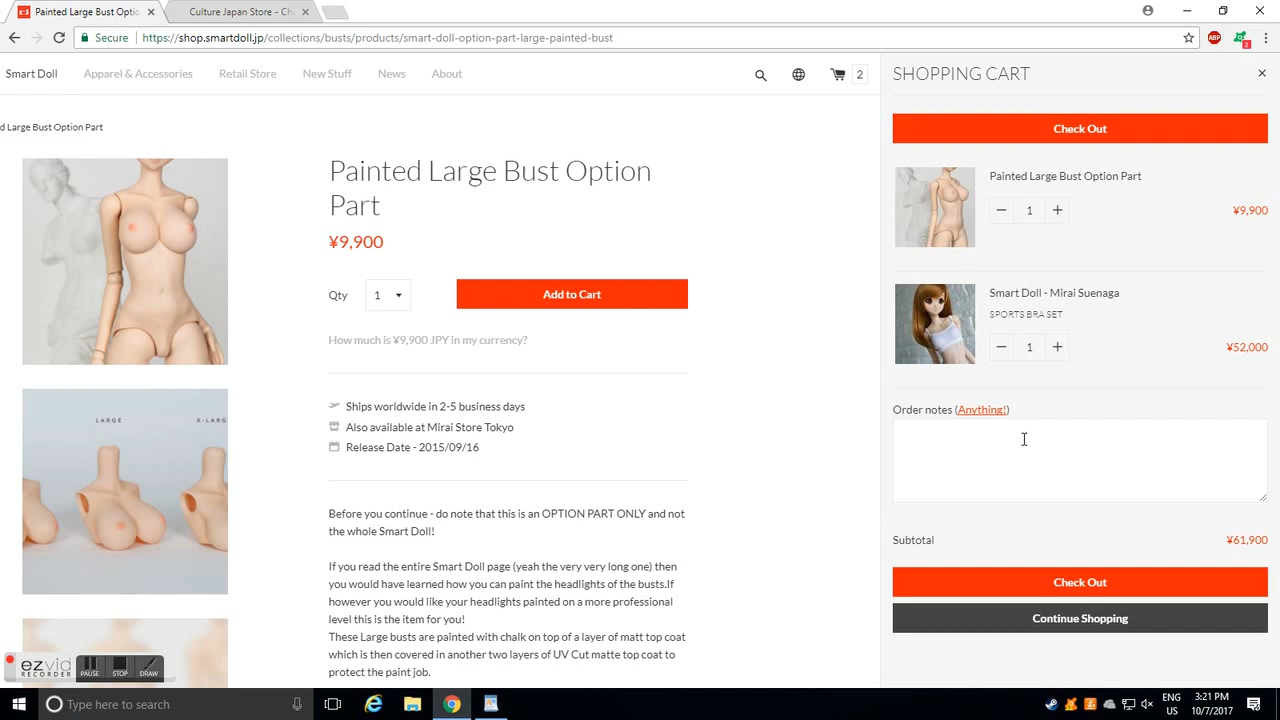 Painted Large Bust Optio
Culture Japan Store - Che
Secure
https://shop.smartdoll.jp/collections/busts/products/smart-doll-option-part-large-painted-bust
ABP
2
Smart Doll
Apparel & Accessories
Retail Store
New Stuff
News
About
2
d Large Bust Option Part
LARGE
X-LARG
Painted Large Bust Option
Part
¥9,900
Qty
1
Add to Cart
How much is ¥9,900 JPY in my currency?
Ships worldwide in 2-5 business days
Also available at Mirai Store Tokyo
Release Date - 2015/09/16
Before you continue - do note that this is an OPTION PART ONLY and not
the whole Smart Doll!
If you read the entire Smart Doll page (yeah the very very long one) then
you would have learned how you can paint the headlights of the busts.If
however you would like your headlights painted on a more professional
level this is the item for you!
These Large busts are painted with chalk on top of a layer of matt top coat
which is then covered in another two layers of UV Cut matte top coat to
protect the paint job.
SHOPPING CART
Check Out
Painted Large Bust Option Part
1
¥9,900
Smart Doll - Mirai Suenaga
SPORTS BRA SET
1
¥52,000
Order notes (Anything!)
Subtotal
¥61,900
Check Out
Continue Shopping
ezvid
RECORDER
PAUSE
STOP
DRAW
Type here to search
ENG
US
3:21 PM
10/7/2017